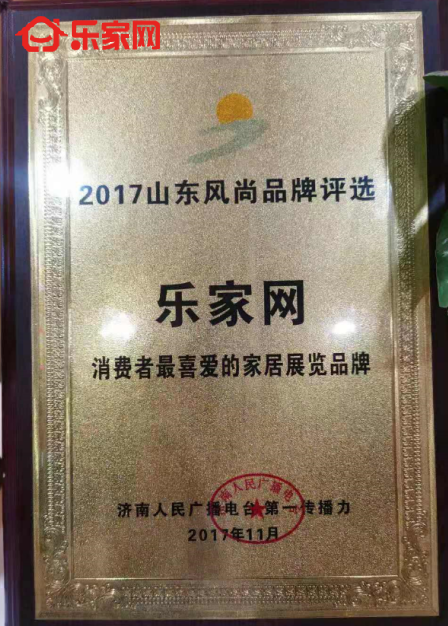 乐家网
2017山东风尚品牌评选
乐家网
消费者最喜爱的家居展览品牌
济南人民广播电台 第一传播力
2017年11月